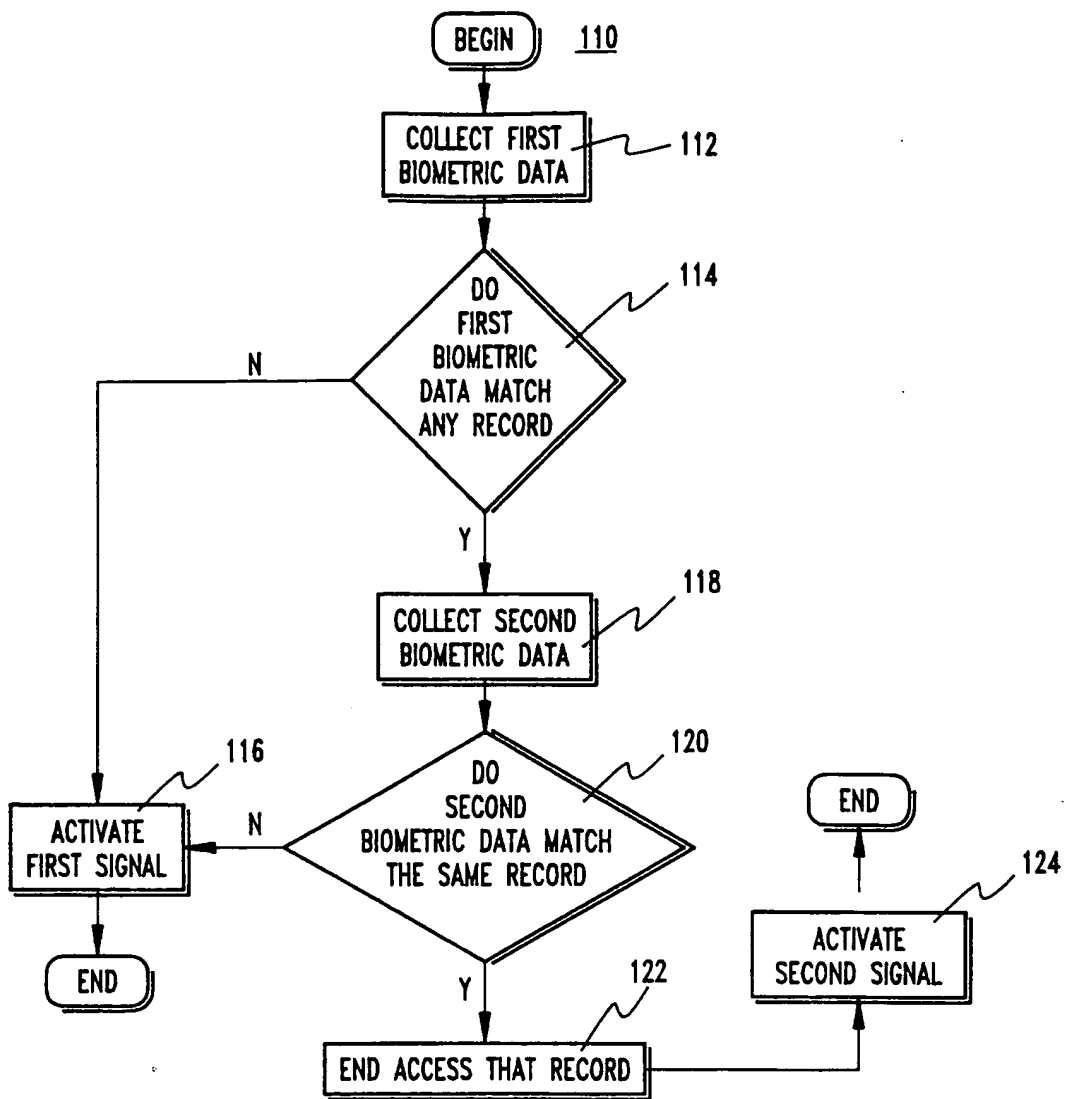 BEGIN
110
COLLECT FIRST
BIOMETRIC DATA
112
DO
FIRST
BIOMETRIC
DATA MATCH
ANY RECORD
114
N
Y
COLLECT SECOND
BIOMETRIC DATA
118
DO
SECOND
BIOMETRIC DATA MATCH
THE SAME RECORD
120
N
116
ACTIVATE
FIRST SIGNAL
END
Y
END ACCESS THAT RECORD
122
ACTIVATE
SECOND SIGNAL
124
END